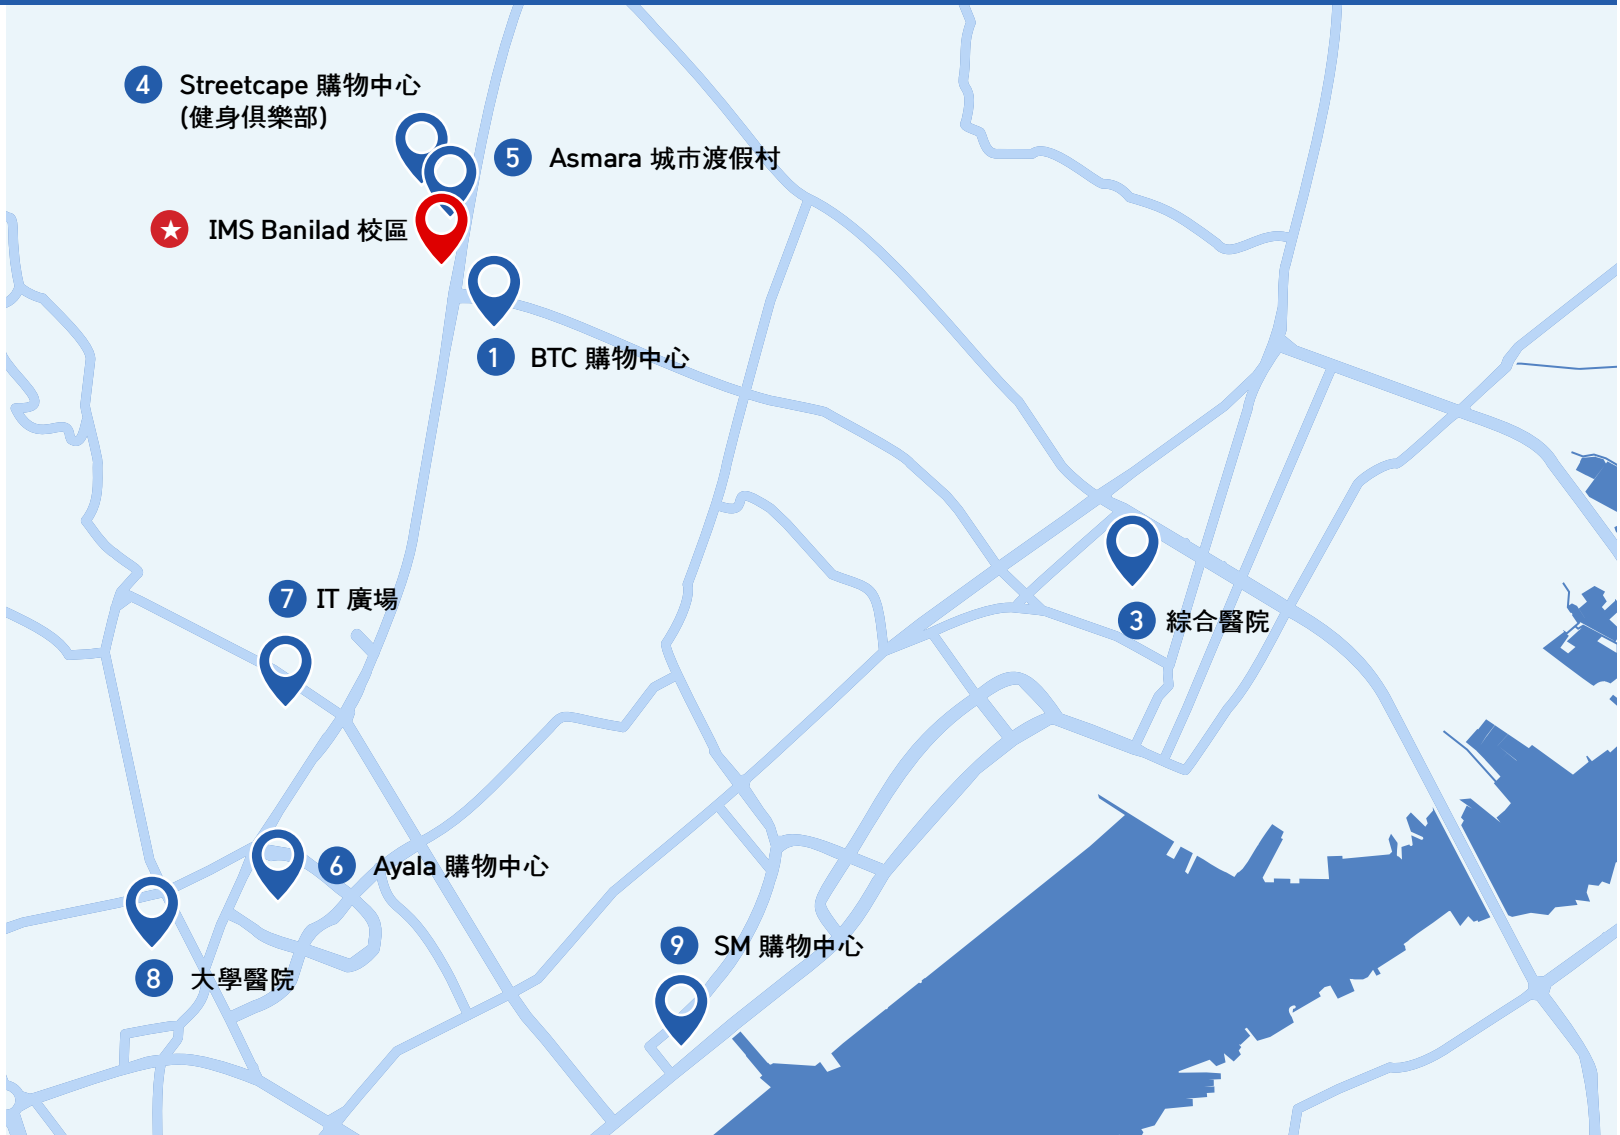 4 Streetcape 購物中心
(健身俱樂部)
5 Asmara 城市渡假村
IMS Banilad 校區
1 BTC 購物中心
7 IT 廣場
3 綜合醫院
6 Ayala 購物中心
9 SM 購物中心
8 大學醫院